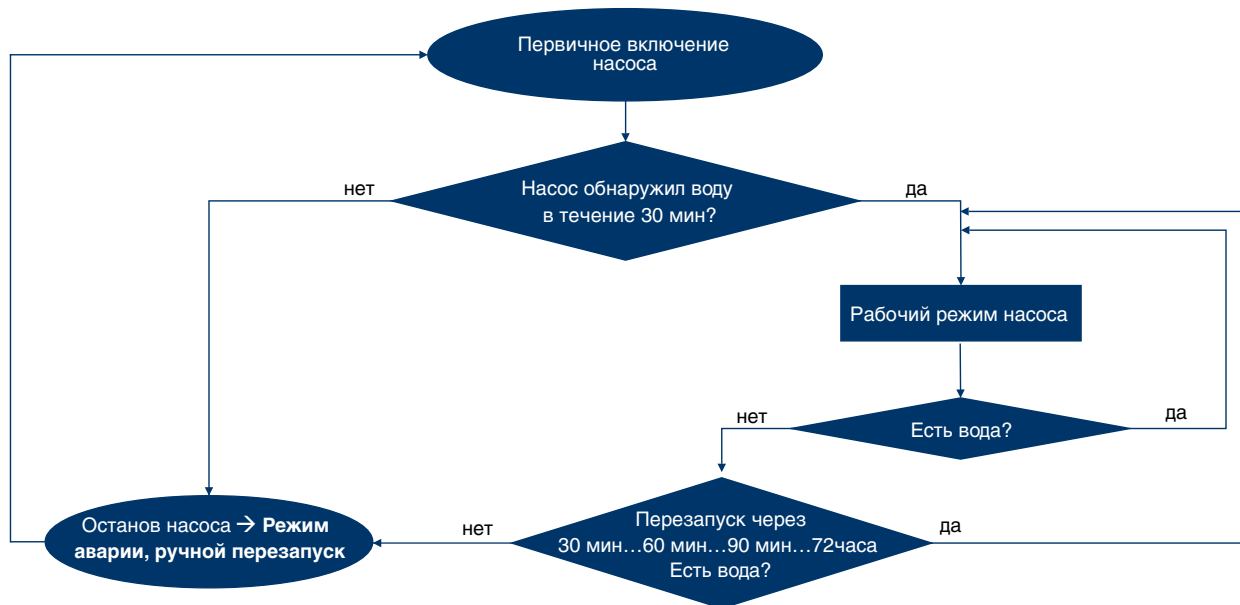 Первичное включение
насоса
Насос обнаружил воду
в течение 30 мин?
нет
да
Рабочий режим насоса
Есть вода?
нет
да
Перезапуск через
30 мин...60 мин...90 мин...72часа
Есть вода?
нет
да
Останов насоса → Режим
аварии, ручной перезапуск